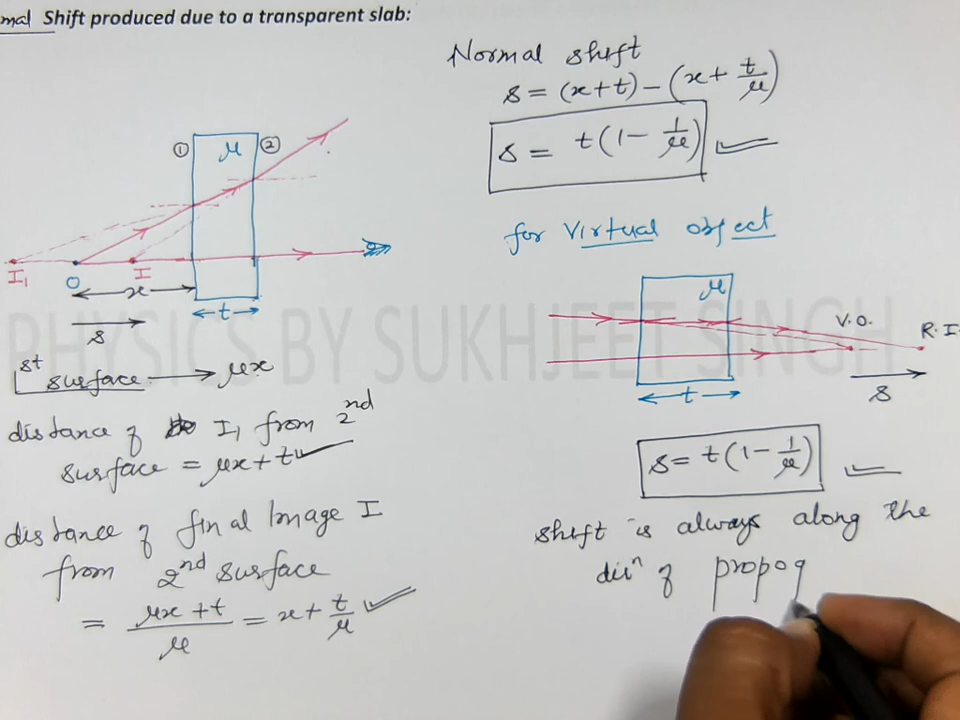 mal Shift produced due to a transparent slab:
① μ ②
I₁ O I
x
t
s
1st surface → μx
distance of I₁ from 2nd
surface = μx + t
distance of final Image I
from 2nd surface
= μx + t / μ = x + t/μ
Normal shift
s = (x + t) - (x + t/μ)
s = t(1 - 1/μ)
for Virtual object
μ
V.O.
R.I
t
s
s = t(1 - 1/μ)
shift is always along the
dirⁿ of propog
PHYSICS BY SUKHJEET SINGH